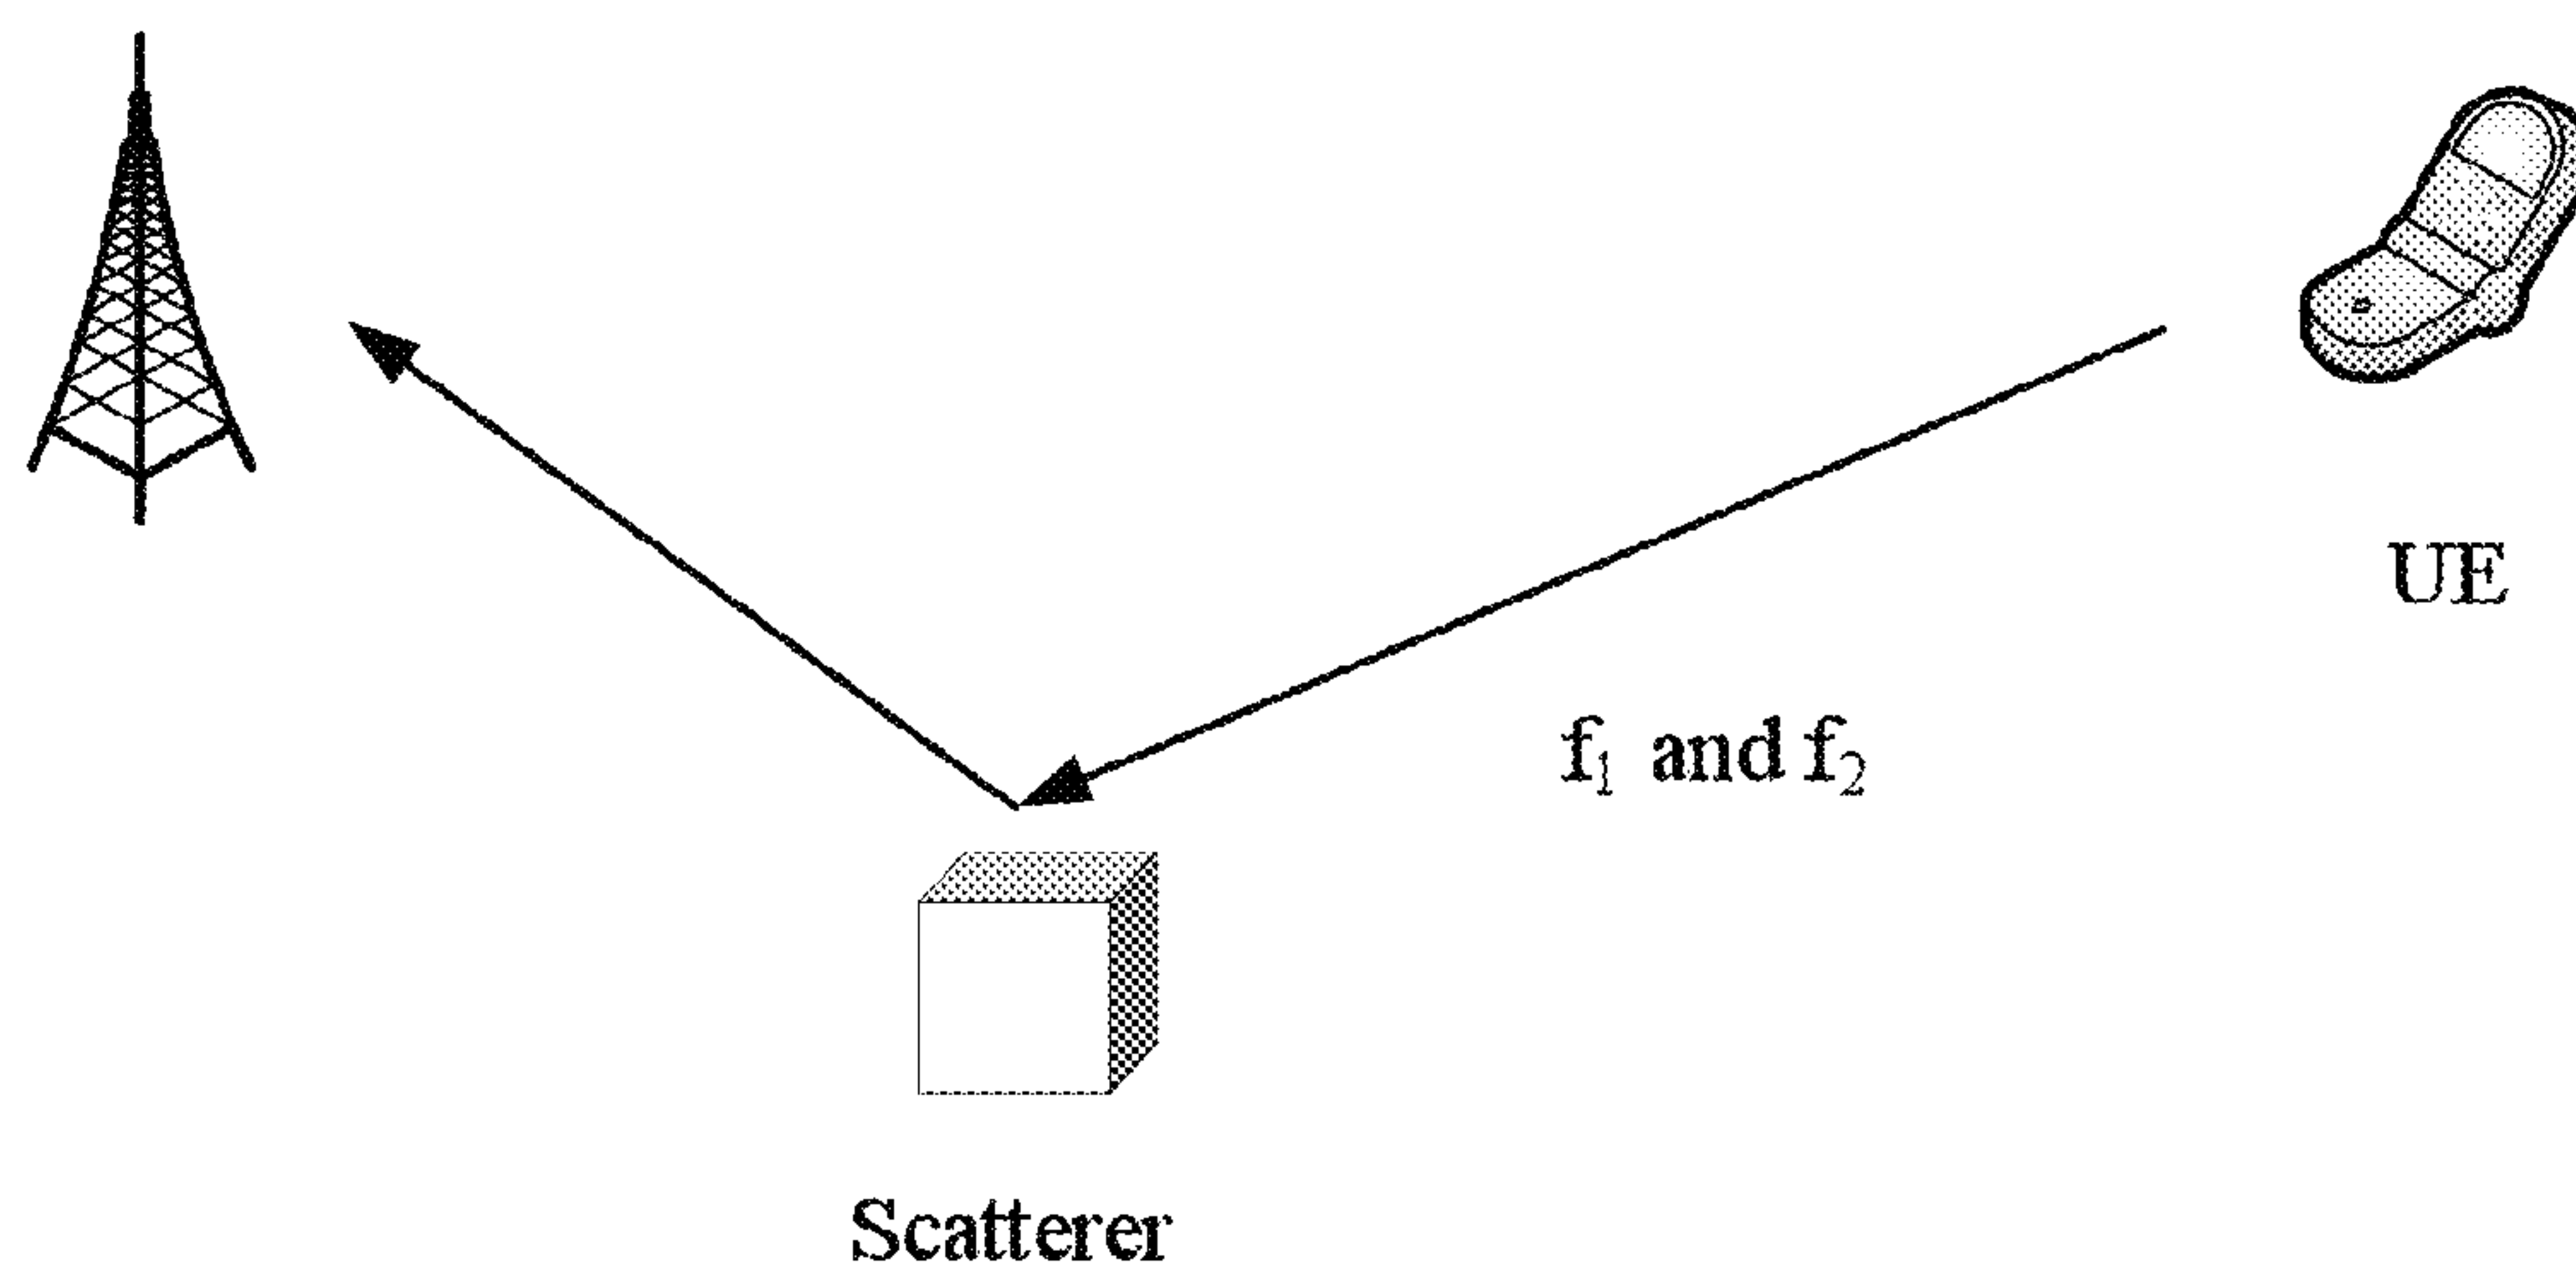 UE
f₁ and f₂
Scatterer